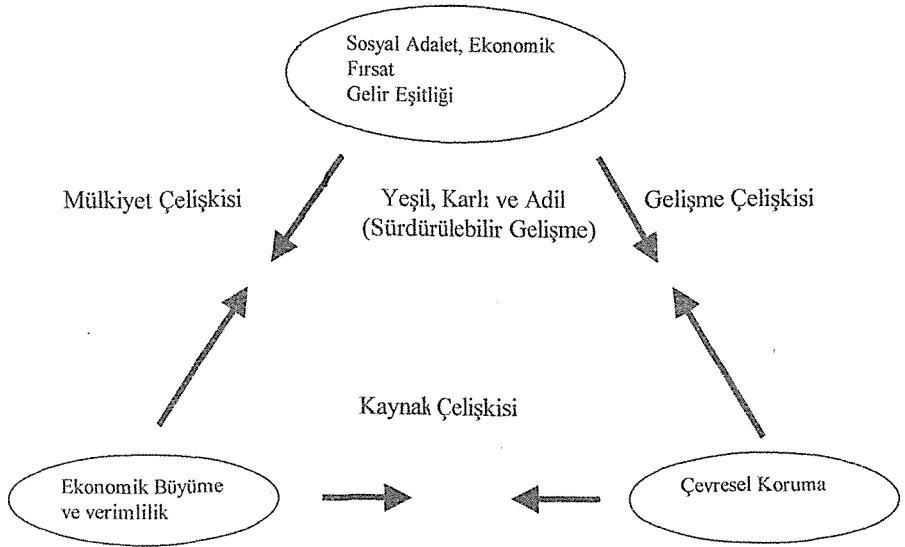 Sosyal Adalet, Ekonomik
Fırsat
Gelir Eşitliği
Mülkiyet Çelişkisi
Yeşil, Karlı ve Adil
(Sürdürülebilir Gelişme)
Gelişme Çelişkisi
Kaynak Çelişkisi
Ekonomik Büyüme
ve verimlilik
Çevresel Koruma